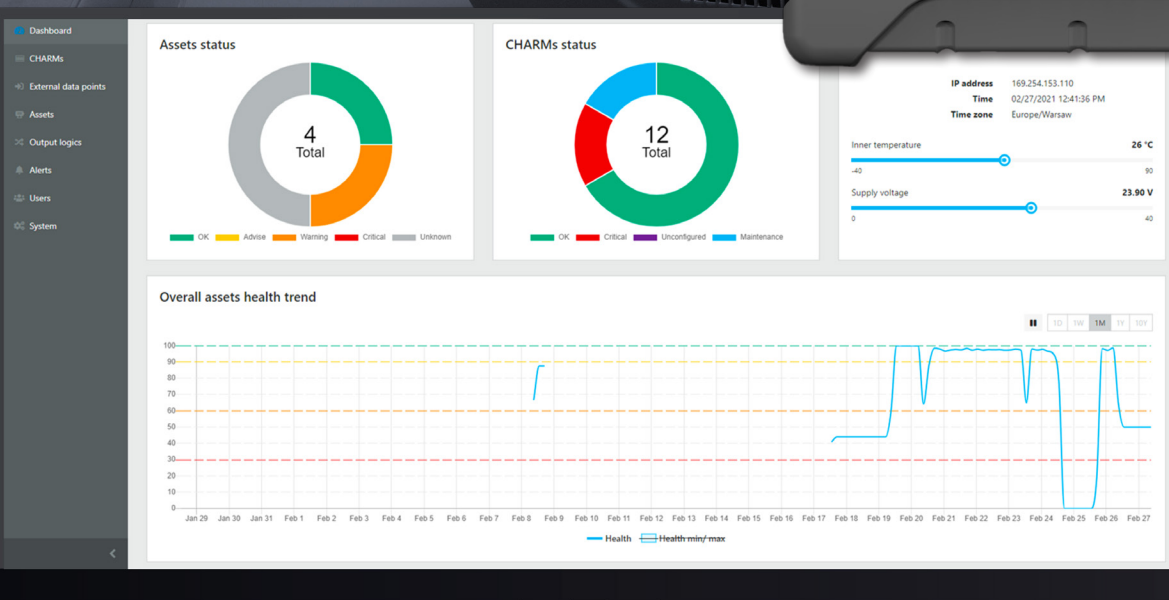 Dashboard
CHARMs
External data points
Assets
Output logics
Alerts
Users
System
Assets status
4
Total
OK Advise Warning Critical Unknown
CHARMs status
12
Total
OK Critical Unconfigured Maintenance
IP address 169.254.153.110
Time 02/27/2021 12:41:36 PM
Time zone Europe/Warsaw
Inner temperature 26 °C
-40 90
Supply voltage 23.90 V
0 40
Overall assets health trend
1D 1W 1M 1Y 10Y
100
90
80
70
60
50
40
30
20
10
0
Jan 29 Jan 30 Jan 31 Feb 1 Feb 2 Feb 3 Feb 4 Feb 5 Feb 6 Feb 7 Feb 8 Feb 9 Feb 10 Feb 11 Feb 12 Feb 13 Feb 14 Feb 15 Feb 16 Feb 17 Feb 18 Feb 19 Feb 20 Feb 21 Feb 22 Feb 23 Feb 24 Feb 25 Feb 26 Feb 27
Health Health min/ max